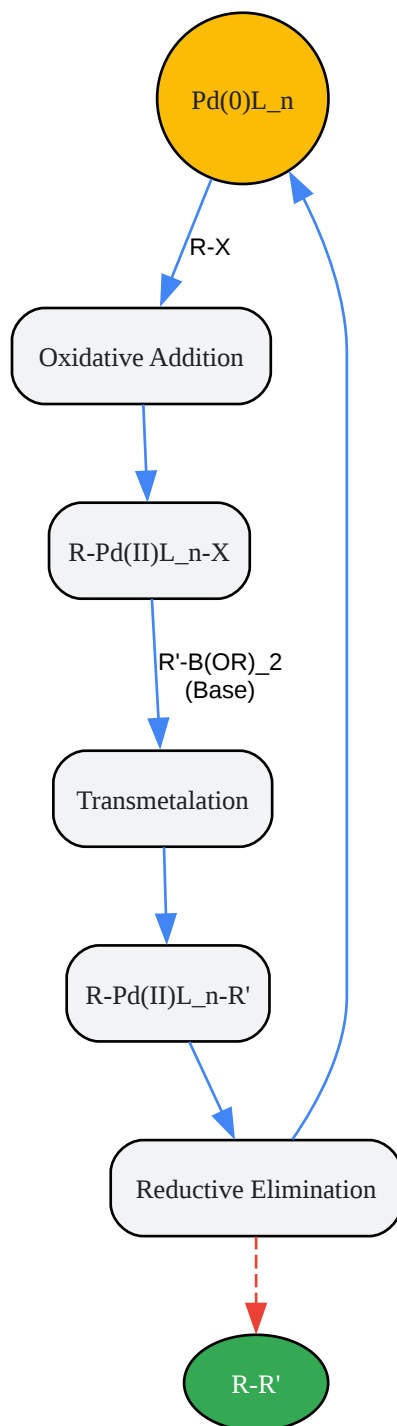 Pd(0)L_n
R-X
Oxidative Addition
R-Pd(II)L_n-X
R'-B(OR)_2
(Base)
Transmetalation
R-Pd(II)L_n-R'
Reductive Elimination
R-R'